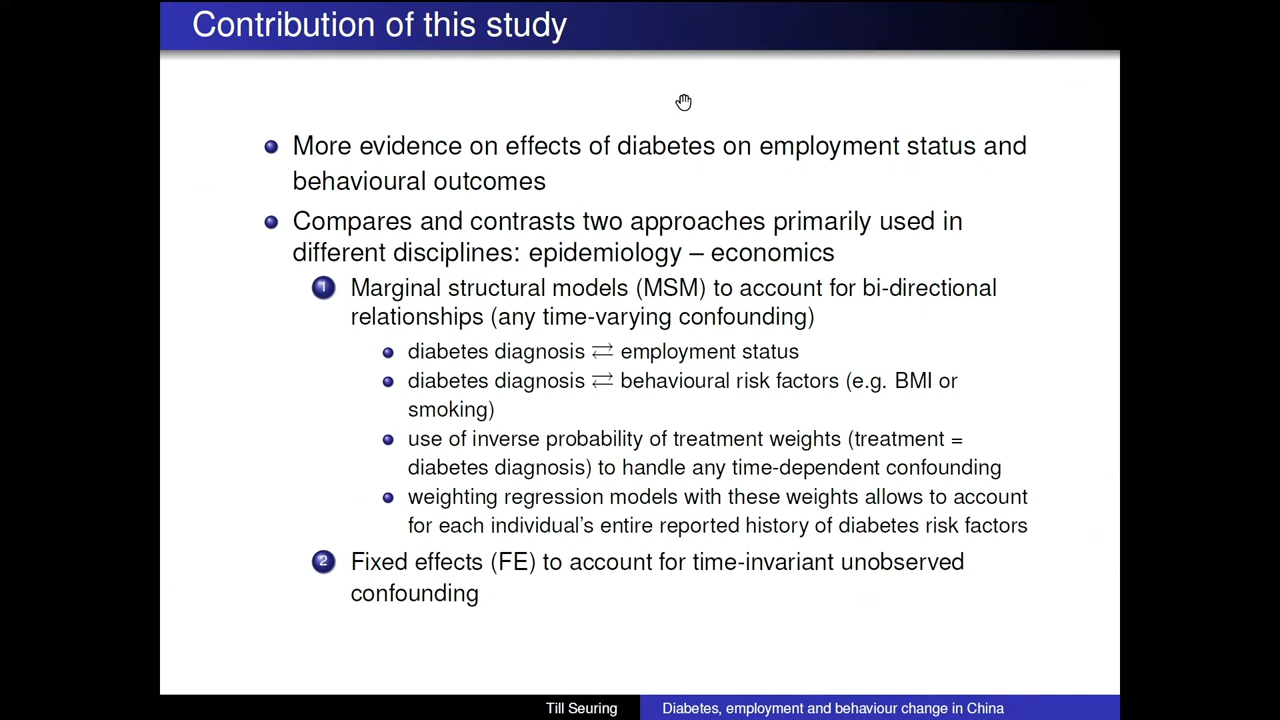 Contribution of this study
More evidence on effects of diabetes on employment status and
behavioural outcomes
Compares and contrasts two approaches primarily used in
different disciplines: epidemiology – economics
1 Marginal structural models (MSM) to account for bi-directional
relationships (any time-varying confounding)
diabetes diagnosis ⇄ employment status
diabetes diagnosis ⇄ behavioural risk factors (e.g. BMI or
smoking)
use of inverse probability of treatment weights (treatment =
diabetes diagnosis) to handle any time-dependent confounding
weighting regression models with these weights allows to account
for each individual's entire reported history of diabetes risk factors
2 Fixed effects (FE) to account for time-invariant unobserved
confounding
Till Seuring
Diabetes, employment and behaviour change in China